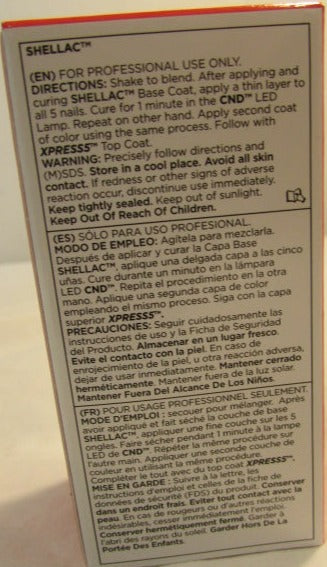 SHELLAC™
(EN) FOR PROFESSIONAL USE ONLY.
DIRECTIONS: Shake to blend. After applying and
curing SHELLAC™ Base Coat, apply a thin layer to
all 5 nails. Cure for 1 minute in the CND™ LED
Lamp. Repeat on other hand. Apply second coat
of color using the same process. Follow with
XPRESS5™ Top Coat.
WARNING: Precisely follow directions and
(M)SDS. Store in a cool place. Avoid all skin
contact. If redness or other signs of adverse
reaction occur, discontinue use immediately.
Keep tightly sealed. Keep out of sunlight.
Keep Out Of Reach Of Children.
(ES) SÓLO PARA USO PROFESIONAL.
MODO DE EMPLEO: Agítela para mezclarla.
Después de aplicar y curar la Capa Base
SHELLAC™, aplique una delgada capa a las cinco
uñas. Cure durante un minuto en la lámpara
LED CND™. Repita el procedimiento en la otra
mano. Aplique una segunda capa de color
empleando el mismo proceso. Siga con la capa
superior XPRESS5™.
PRECAUCIONES: Seguir cuidadosamente las
instrucciones de uso y la Ficha de Seguridad
del Producto. Almacenar en un lugar fresco.
Evite el contacto con la piel. En caso de
enrojecimiento de la piel, u otra reacción adversa,
dejar de usar inmediatamente. Mantener cerrado
herméticamente. Mantener fuera de la luz solar.
Mantener Fuera Del Alcance De Los Niños.
(FR) POUR USAGE PROFESSIONNEL SEULEMENT.
MODE D'EMPLOI : secouer pour mélanger. Après
avoir appliqué et fait séché la couche de base
SHELLAC™, appliquer une fine couche sur les 5
ongles. Faire sécher pendant 1 minute à la lampe
LED de CND™. Répéter la même procédure sur
l'autre main. Appliquer une seconde couche de
couleur en utilisant la même procédure.
Compléter le tout avec du top coat XPRESS5™.
MISE EN GARDE : Suivre à la lettre, les
instructions d'emploi et celles de la fiche de
données de sécurité (FDS) du produit. Conserver
dans un endroit frais. Eviter tout contact avec la
peau. En cas de rougeurs ou d'autres réactions
indésirables, cesser immédiatement l'emploi.
Conserver hermétiquement fermé. Garder à
l'abri des rayons du soleil. Garder Hors De La
Portée Des Enfants.